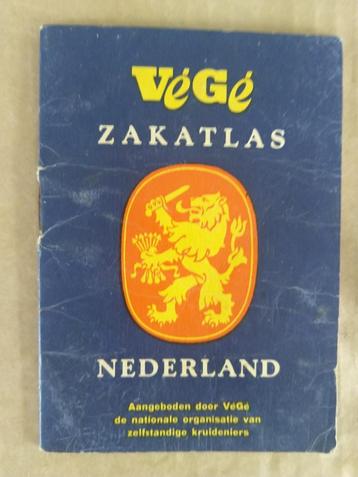 VéGé
ZAKATLAS
NEDERLAND
Aangeboden door VéGé
de nationale organisatie van
zelfstandige kruideniers